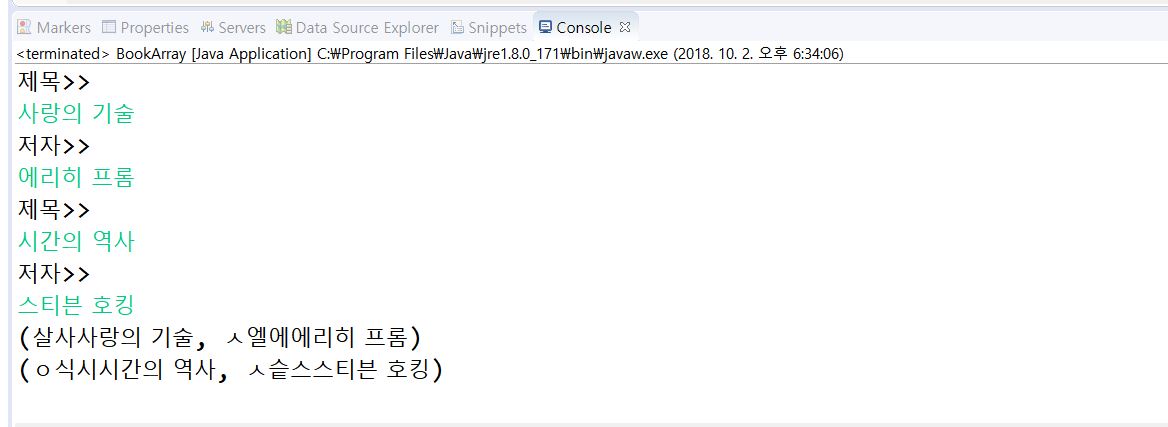 Markers Properties Servers Data Source Explorer Snippets Console
<terminated> BookArray [Java Application] C:₩Program Files₩Java₩jre1.8.0_171₩bin₩javaw.exe (2018. 10. 2. 오후 6:34:06)
제목>>
사랑의 기술
저자>>
에리히 프롬
제목>>
시간의 역사
저자>>
스티븐 호킹
(살사사랑의 기술, ㅅ엘에에리히 프롬)
(ㅇ식시시간의 역사, ㅅ슽스스티븐 호킹)